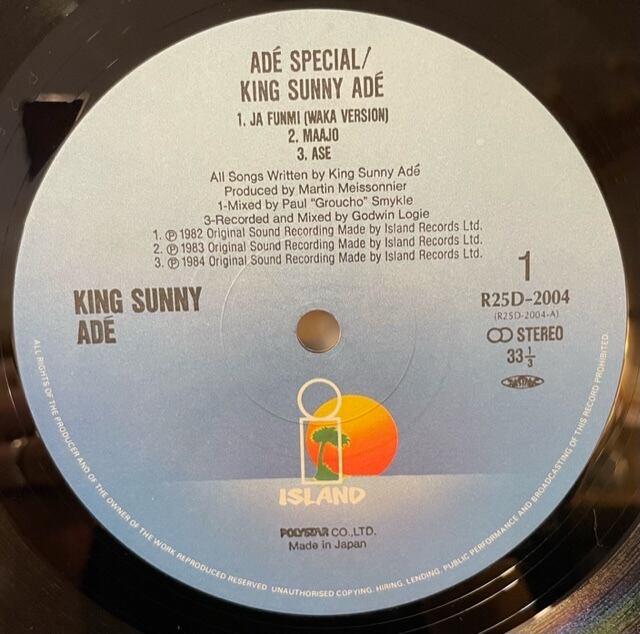 ADÉ SPECIAL/
KING SUNNY ADÉ
1. JA FUNMI (WAKA VERSION)
2. MAAJO
3. ASE
All Songs Written by King Sunny Adé
Produced by Martin Meissonnier
1-Mixed by Paul "Groucho" Smykle
3-Recorded and Mixed by Godwin Logie
1. ℗ 1982 Original Sound Recording Made by Island Records Ltd.
2. ℗ 1983 Original Sound Recording Made by Island Records Ltd.
3. ℗ 1984 Original Sound Recording Made by Island Records Ltd.
KING SUNNY
ADÉ
1
R25D-2004
(R25D-2004-A)
STEREO
33 1/3
ISLAND
POLYSTAR CO.,LTD.
Made in Japan
ALL RIGHTS OF THE PRODUCER AND OF THE OWNER OF THE WORK REPRODUCED RESERVED UNAUTHORISED COPYING, HIRING, LENDING, PUBLIC PERFORMANCE AND BROADCASTING OF THIS RECORD PROHIBITED.